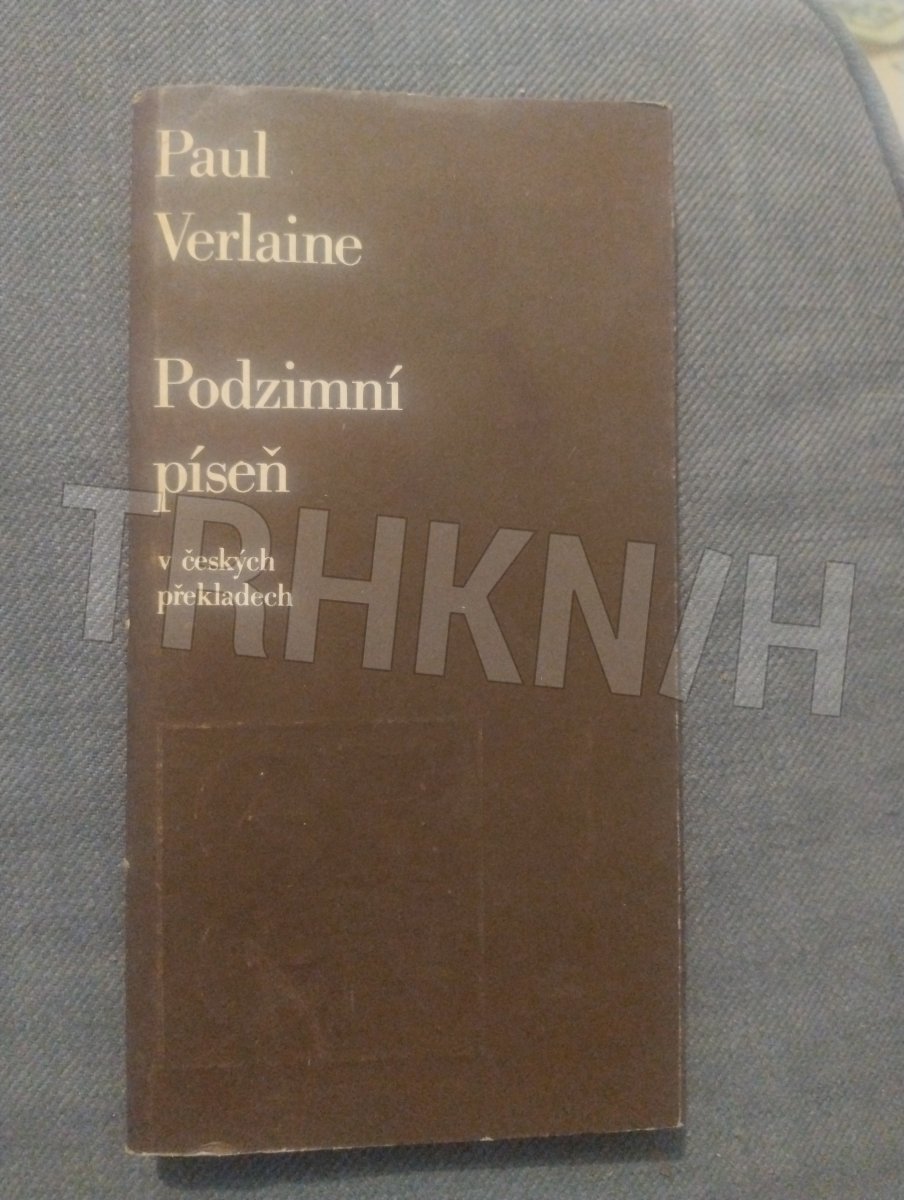 Paul
Verlaine
Podzimní
píseň
v českých
překladech
TRHKNIH